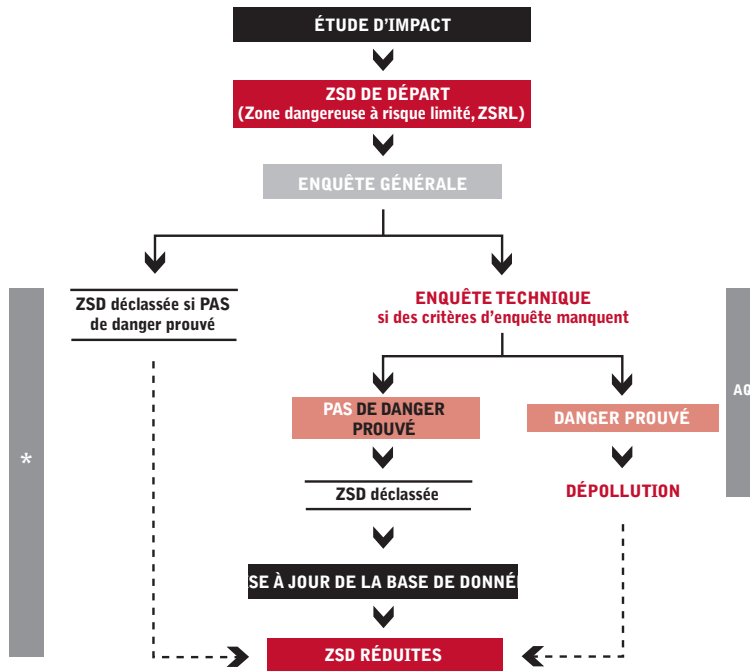 ÉTUDE D'IMPACT
ZSD DE DÉPART
(Zone dangereuse à risque limité, ZSRL)
ENQUÊTE GÉNÉRALE
ZSD déclassée si PAS
de danger prouvé
ENQUÊTE TECHNIQUE
si des critères d'enquête manquent
AQ
PAS DE DANGER
PROUVÉ
DANGER PROUVÉ
*
ZSD déclassée
DÉPOLLUTION
SE À JOUR DE LA BASE DE DONNÉ
ZSD RÉDUITES